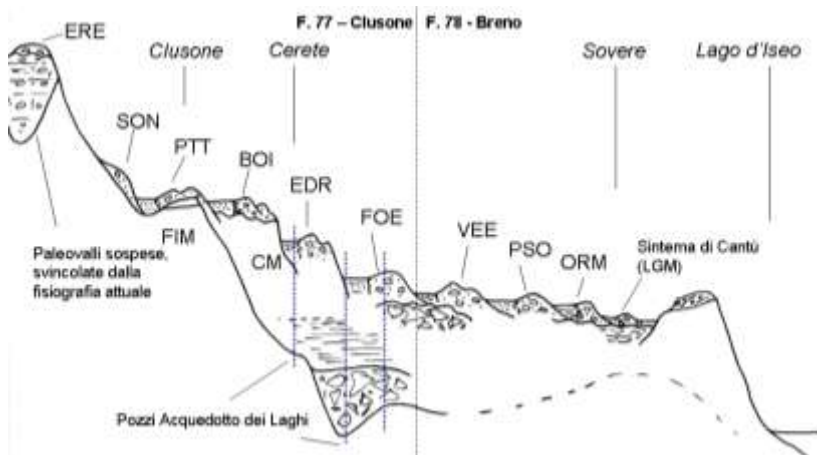 F. 77 – Clusone F. 78 - Breno
ERE
Clusone
Cerete
Sovere
Lago d'Iseo
SON
PTT
BOI
EDR
FOE
VEE
PSO
ORM
Sintema di Cantù
(LGM)
FIM
CM
Paleovalli sospese,
svincolate dalla
fisiografia attuale
Pozzi Acquedotto dei Laghi